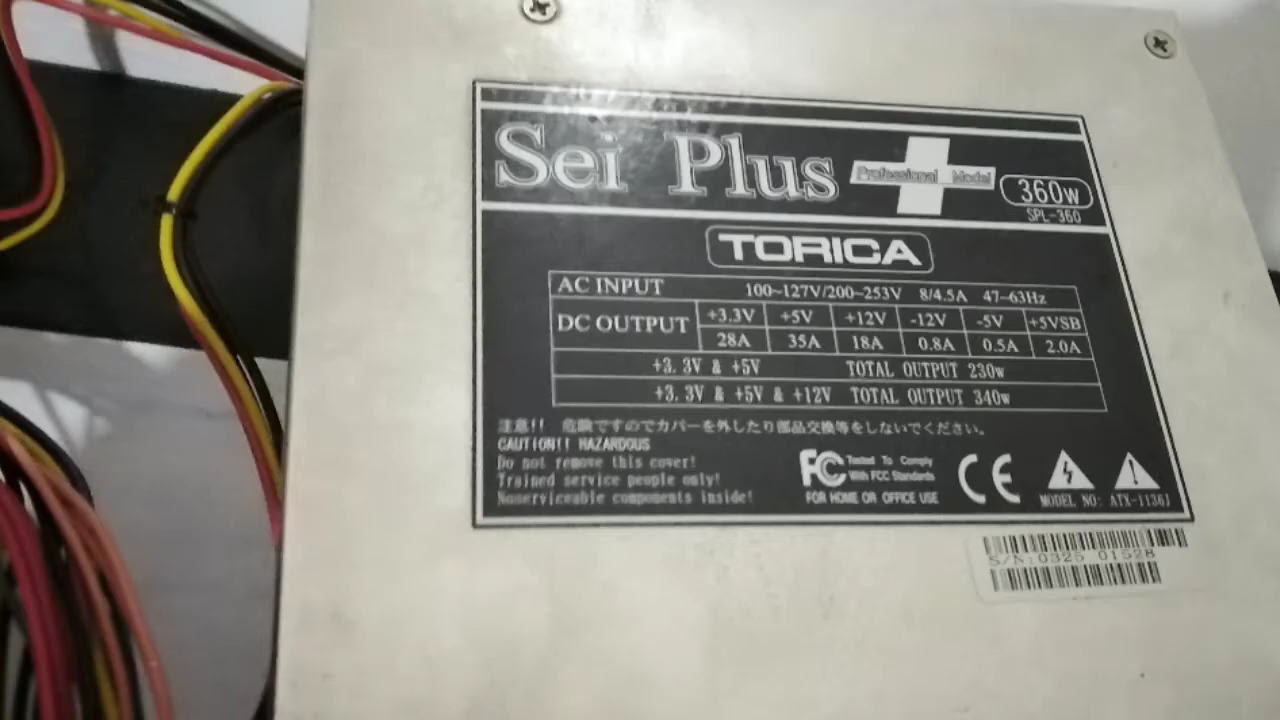 Sei Plus Professional Model 360w
SPL-360
TORICA
AC INPUT 100~127V/200~253V 8/4.5A 47-63Hz
DC OUTPUT +3.3V +5V +12V -12V -5V +5VSB
28A 35A 18A 0.8A 0.5A 2.0A
+3.3V & +5V TOTAL OUTPUT 230w
+3.3V & +5V & +12V TOTAL OUTPUT 340w
注意!! 危険ですのでカバーを外したり部品交換等をしないでください。
CAUTION!! HAZARDOUS
Do not remove this cover!
Trained service people only!
Noserviceable components inside!
FC Tested To Comply
With FCC Standards
FOR HOME OR OFFICE USE
CE
MODEL NO: ATX-1136J
S/N:0325 01528